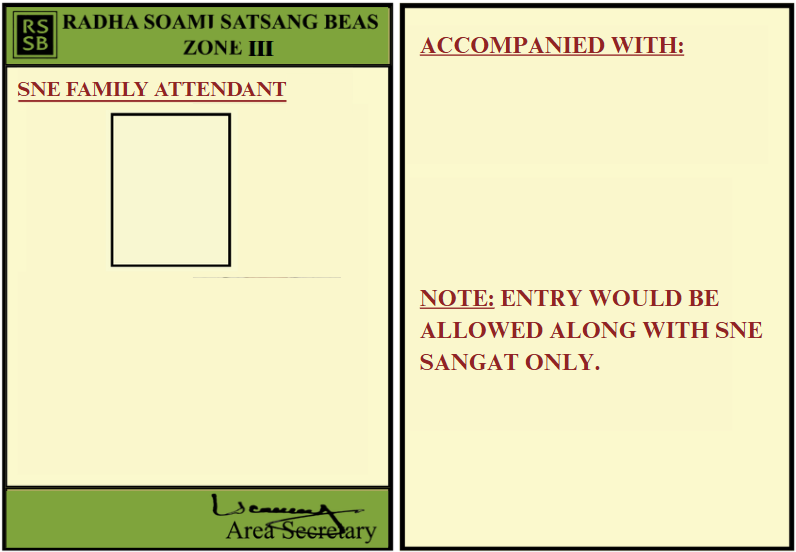 RS
SB
RADHA SOAMI SATSANG BEAS
ZONE III
SNE FAMILY ATTENDANT
Area Secretary
ACCOMPANIED WITH:
NOTE: ENTRY WOULD BE
ALLOWED ALONG WITH SNE
SANGAT ONLY.